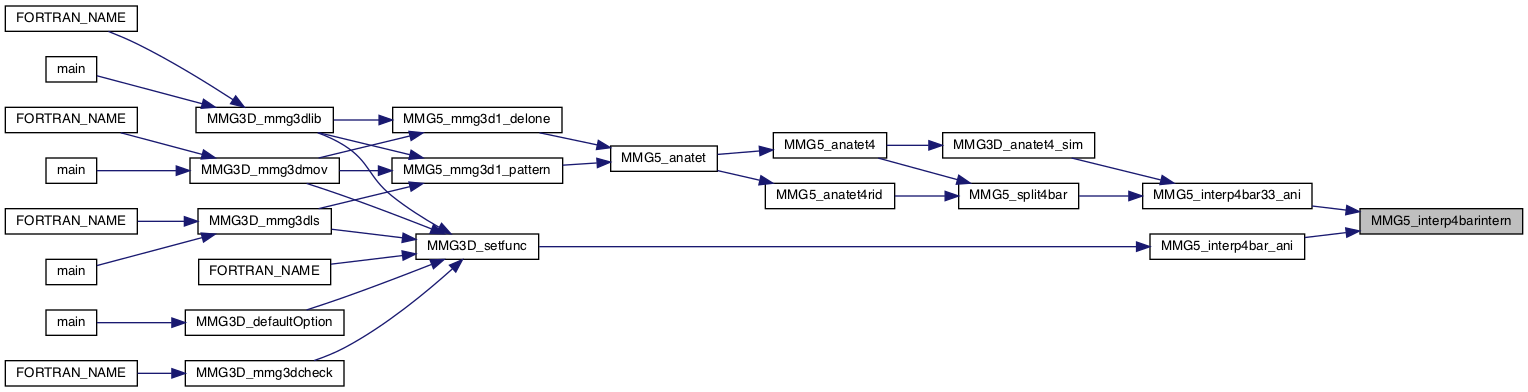 FORTRAN_NAME
main
MMG3D_mmg3dlib
MMG5_mmg3d1_delone
FORTRAN_NAME
MMG5_anatet4
MMG3D_anatet4_sim
MMG5_anatet
main
MMG3D_mmg3dmov
MMG5_mmg3d1_pattern
MMG5_anatet4rid
MMG5_split4bar
MMG5_interp4bar33_ani
FORTRAN_NAME
MMG3D_mmg3dls
MMG5_interp4barintern
MMG3D_setfunc
MMG5_interp4bar_ani
main
FORTRAN_NAME
main
MMG3D_defaultOption
FORTRAN_NAME
MMG3D_mmg3dcheck